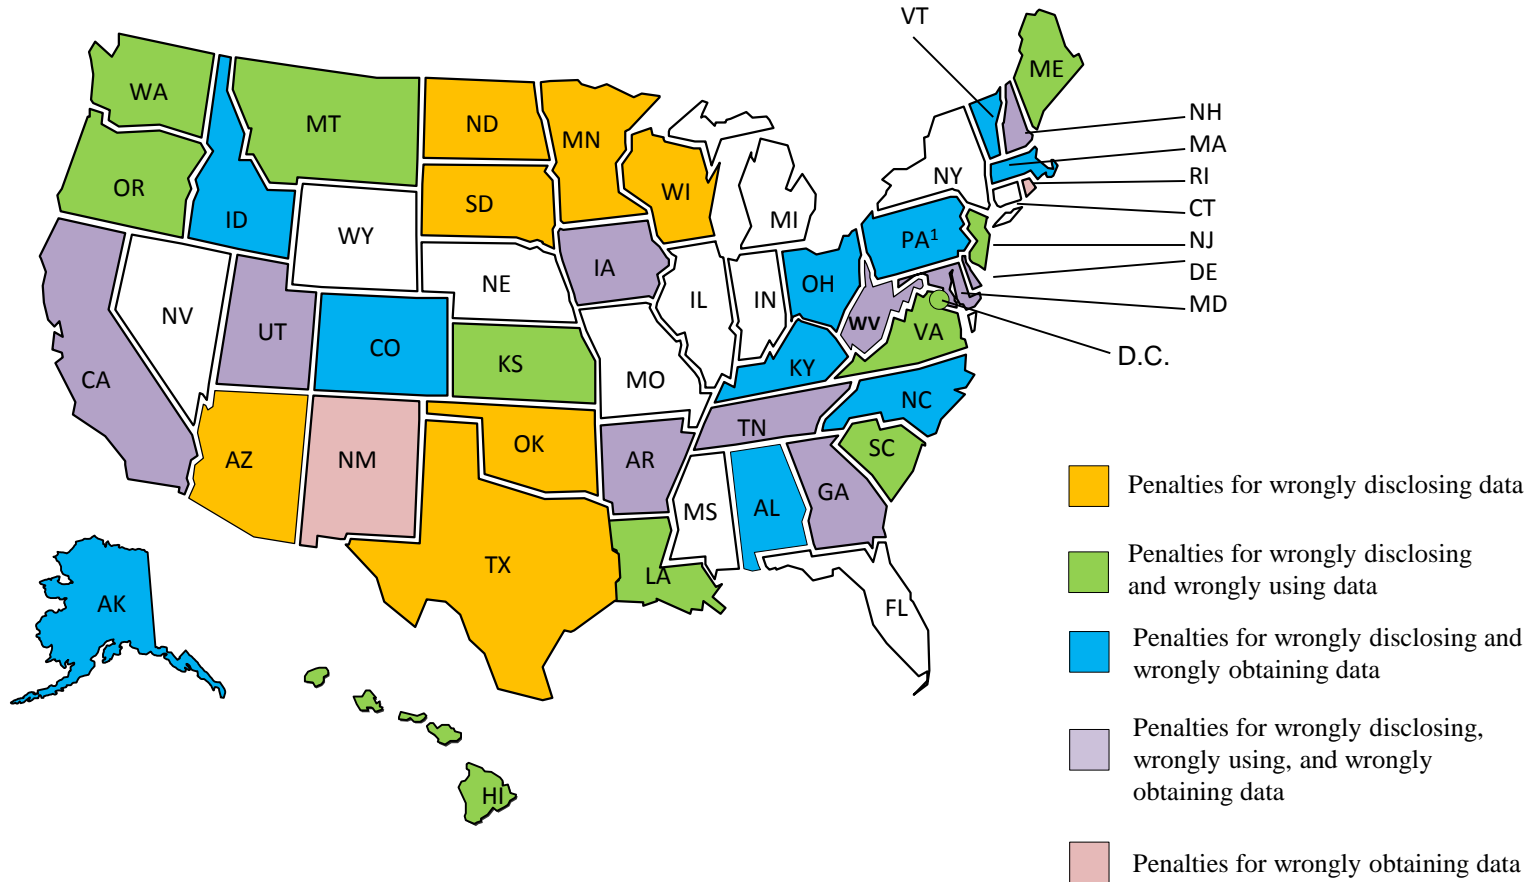 VT
ME
WA
NH
MT
ND
MN
MA
NY
RI
OR
WI
SD
CT
MI
ID
WY
PA¹
NJ
IA
DE
NE
OH
IL
IN
MD
NV
WV
UT
VA
CO
D.C.
KS
KY
CA
MO
NC
TN
OK
SC
AZ
NM
AR
GA
Penalties for wrongly disclosing data
MS
AL
TX
Penalties for wrongly disclosing
and wrongly using data
LA
AK
FL
Penalties for wrongly disclosing and
wrongly obtaining data
Penalties for wrongly disclosing,
wrongly using, and wrongly
obtaining data
HI
Penalties for wrongly obtaining data